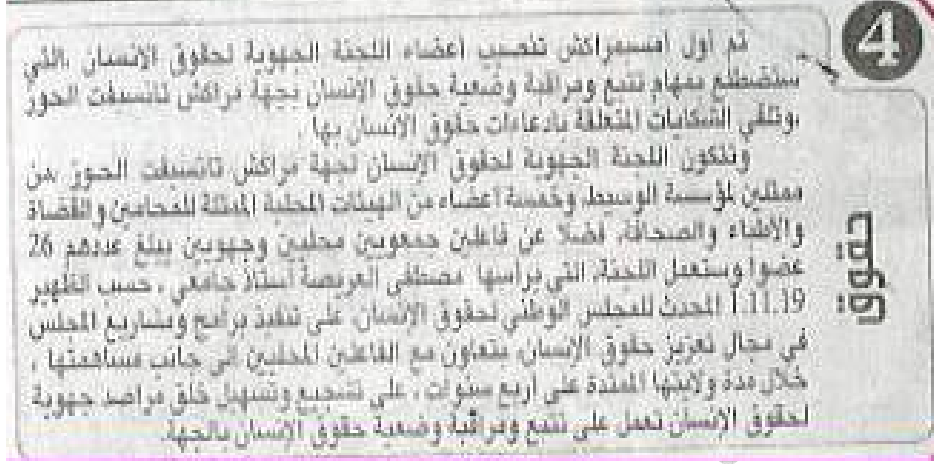 4
حقوق
تم أول أمس بمراكش تنصيب أعضاء اللجنة الجهوية لحقوق الانسان ،التي
ستضطلع بمهام تتبع ومراقبة وضعية حقوق الانسان بجهة مراكش تانسيفت الحوز
،وتلقي الشكايات المتعلقة بادعاءات حقوق الانسان بها .
وتتكون اللجنة الجهوية لحقوق الإنسان لجهة مراكش تانسيفت الحوز ،من
ممثلين لمؤسسة الوسيط، وخمسة أعضاء من الهيئات المحلية الممثلة للمحامين والقضاة
والأطباء والصحافة، فضلا عن فاعلين جمعويين محليين وجهويين يبلغ عددهم 26
عضوا وستعمل اللجنة، التي يرأسها مصطفى العريصة أستاذ جامعي ، حسب الظهير
1.11.19 المحدث للمجلس الوطني لحقوق الإنسان، على تنفيذ برامج ومشاريع المجلس
في مجال تعزيز حقوق الإنسان، بتعاون مع الفاعلين المحليين الى جانب مساهمتها ،
خلال مدة ولايتها الممتدة على أربع سنوات ، على تشجيع وتسهيل خلق مراصد جهوية
لحقوق الإنسان تعمل على تتبع ومراقبة وضعية حقوق الإنسان بالجهة.